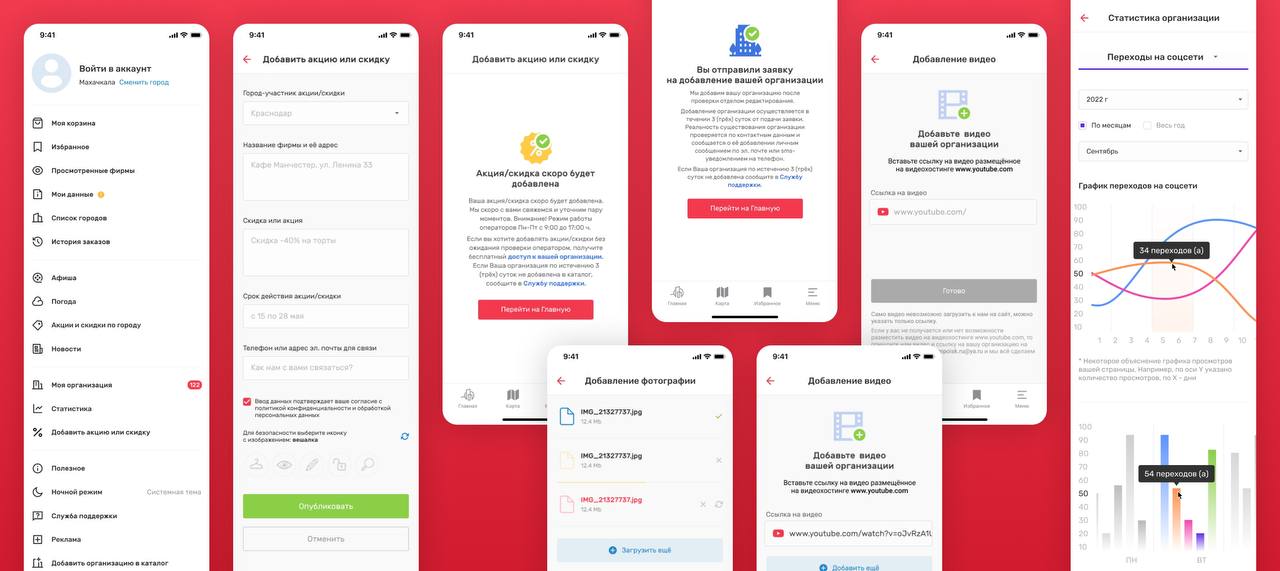 9:41
Войти в аккаунт
Махачкала Сменить город
Моя корзина
Избранное
Просмотренные фирмы
Мои данные
Список городов
История заказов
Афиша
Погода
Акции и скидки по городу
Новости
Моя организация 122
Статистика
Добавить акцию или скидку
Полезное
Ночной режим Системная тема
Служба поддержки
Реклама
Добавить организацию в каталог
9:41
Добавить акцию или скидку
Город-участник акции/скидки
Краснодар
Название фирмы и её адрес
Кафе Манчестер, ул. Ленина 33
Скидка или акция
Скидка -40% на торты
Срок действия акции/скидки
с 15 по 28 мая
Телефон или адрес эл. почты для связи
Как нам с вами связаться?
Ввод данных подтверждает ваше согласие с
политикой конфиденциальности и обработкой
персональных данных
Для безопасности выберите иконку
с изображением: вешалка
Опубликовать
Отменить
9:41
Добавить акцию или скидку
Акция/скидка скоро будет
добавлена
Ваша акция/скидка скоро будет добавлена.
Мы скоро с вами свяжемся и уточним пару
моментов. Внимание! Режим работы
операторов Пн-Пт с 9:00 до 17:00 ч.
Если вы хотите добавлять акции/скидки без
ожидания проверки оператором, получите
бесплатный доступ к вашей организации.
Если Ваша организация по истечению 3
(трёх) суток не добавлена в каталог,
сообщите в Службу поддержки.
Перейти на Главную
Главная
Карта
Вы отправили заявку
на добавление вашей организации
Мы добавим вашу организацию после
проверки отделом редактирования.
Добавление организации осуществляется в
течении 3 (трёх) суток от подачи заявки.
Реальность существования организации
проверяется по контактным данным и
сообщается о её добавлении личным
сообщением по эл. почте или sms-
уведомлением на телефон.
Если Ваша организация по истечению 3 (трёх)
суток не добавлена сообщите в Службу
поддержки.
Перейти на Главную
Главная
Карта
Избранное
Меню
9:41
Добавление фотографии
IMG_21327737.jpg
12,4 Mb
IMG_21327737.jpg
12,4 Mb
IMG_21327737.jpg
12,4 Mb
Загрузить ещё
9:41
Добавление видео
Добавьте видео
вашей организации
Вставьте ссылку на видео размещённое
на видеохостинге www.youtube.com
Ссылка на видео
www.youtube.com/
Готово
Само видео невозможно загрузить к нам на сайт, можно
указать только ссылку.
Если у вас не получается или нет возможности
разместить видео на видеохостинге www.youtube.com, то
и мы всё сделаем
Избранное
Меню
9:41
Добавление видео
Добавьте видео
вашей организации
Вставьте ссылку на видео размещённое
на видеохостинге www.youtube.com
Ссылка на видео
www.youtube.com/watch?v=oJvRzA1L
Добавить ещё
Статистика организации
Переходы на соцсети
2022 г
По месяцам Весь год
Сентябрь
График переходов на соцсети
100
90
80
70
60
50
40
30
20
10
34 переходов (а)
1 2 3 4 5 6 7 8 9 10
* Некоторое объяснение графика просмотров
вашей страницы. Например, по оси Y указано
количество просмотров, по X - дни
100
90
80
70
60
50
40
30
20
10
54 переходов (а)
ПН ВТ